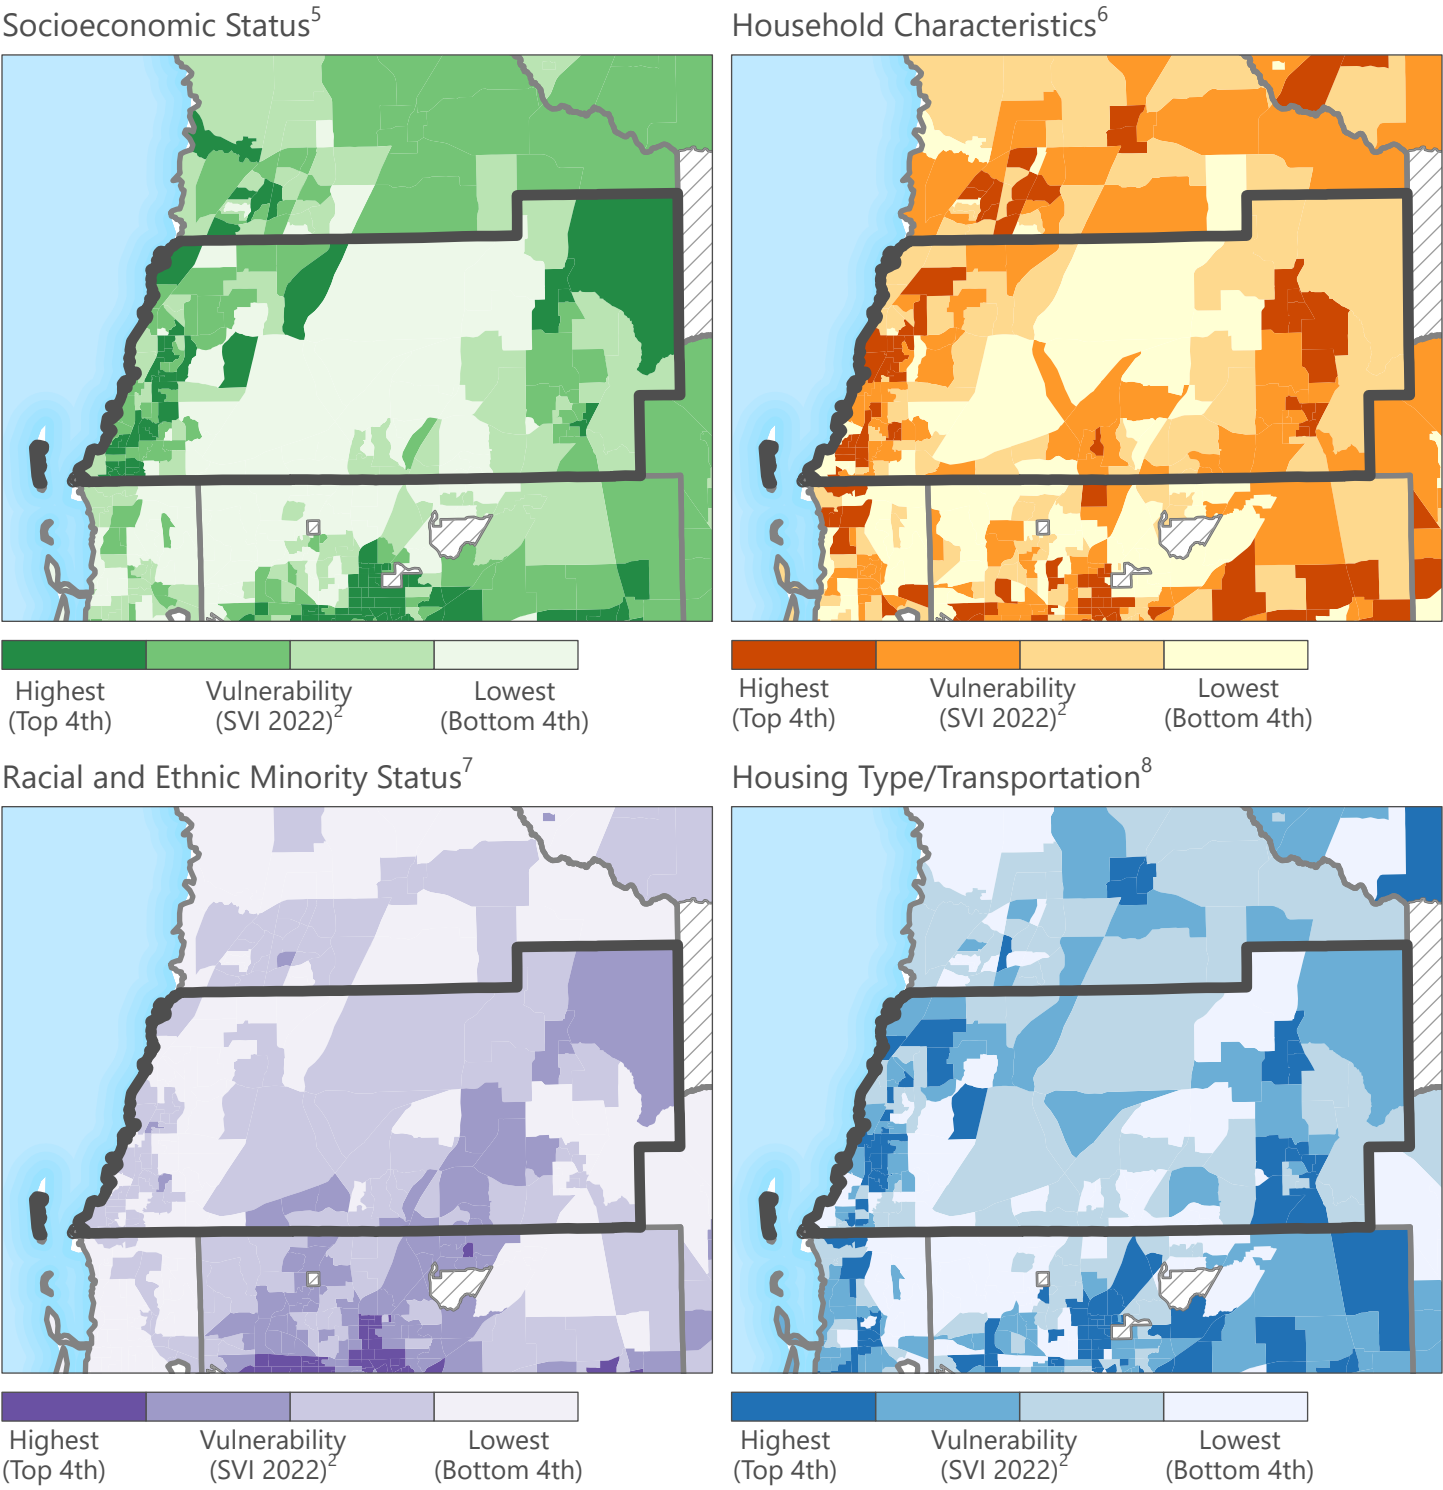 Socioeconomic Status5
Household Characteristics6
Highest
(Top 4th)
Vulnerability
(SVI 2022)2
Lowest
(Bottom 4th)
Highest
(Top 4th)
Vulnerability
(SVI 2022)2
Lowest
(Bottom 4th)
Racial and Ethnic Minority Status7
Housing Type/Transportation8
Highest
(Top 4th)
Vulnerability
(SVI 2022)2
Lowest
(Bottom 4th)
Highest
(Top 4th)
Vulnerability
(SVI 2022)2
Lowest
(Bottom 4th)